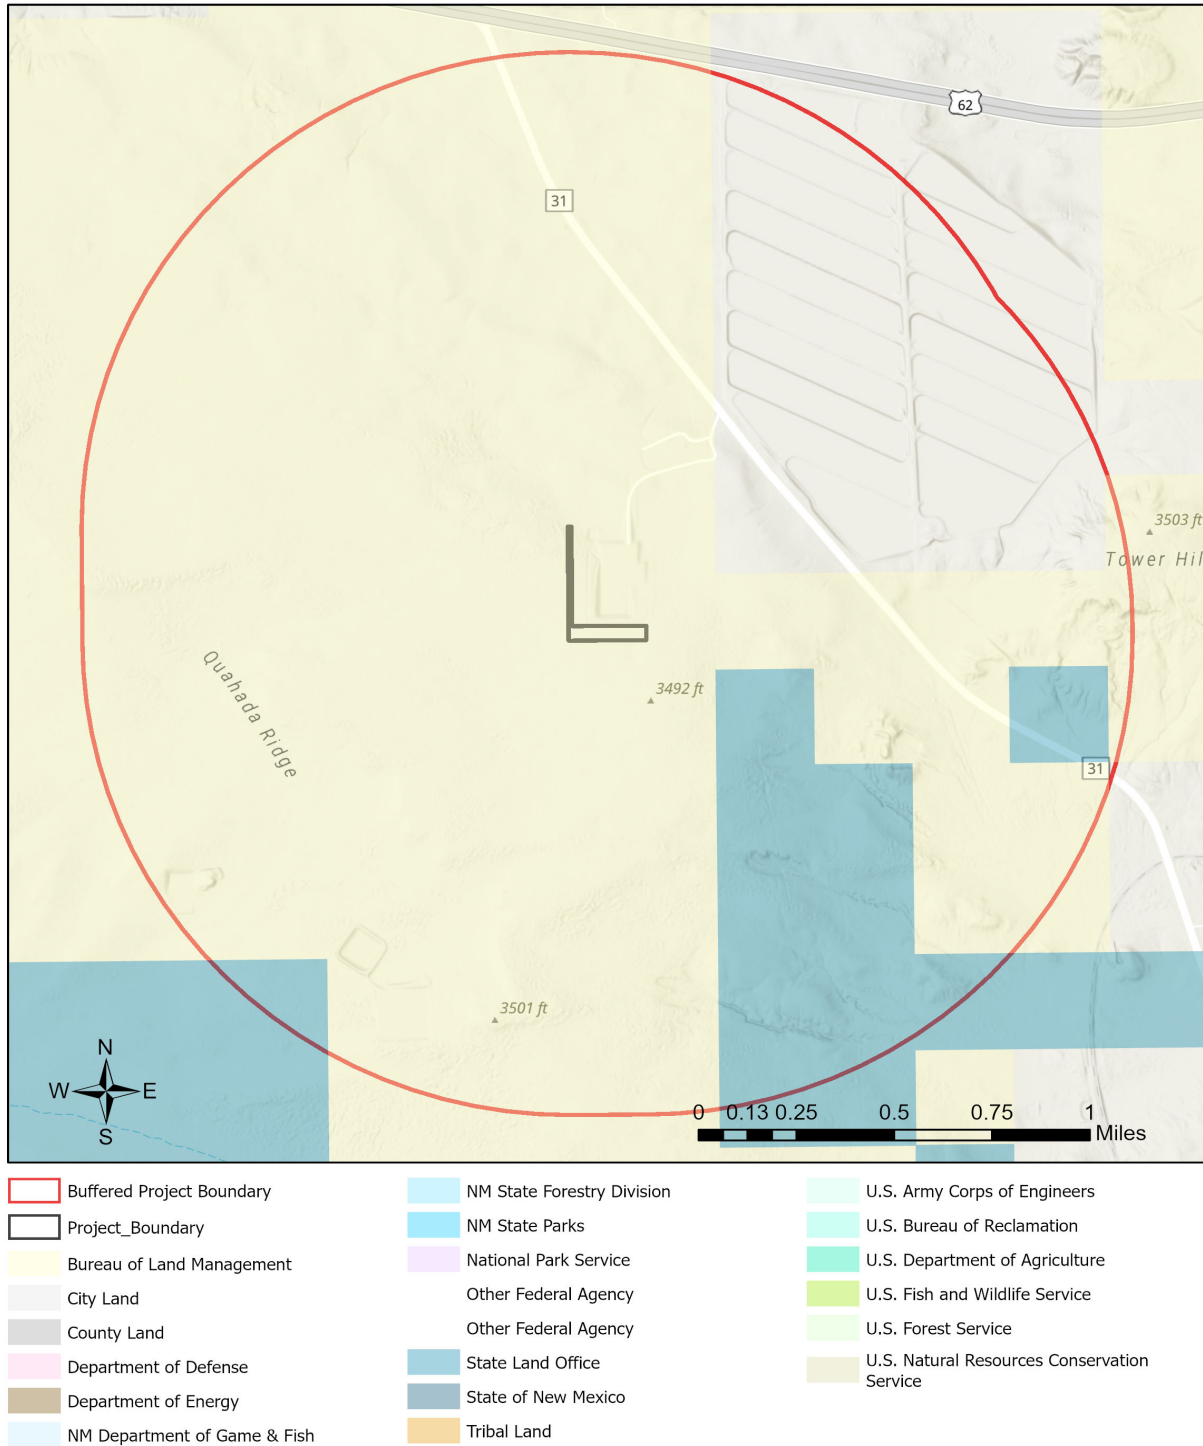 62
31
3503 ft
Tower Hil
Quahada Ridge
3492 ft
31
3501 ft
N
W E
S
0 0.13 0.25 0.5 0.75 1
Miles
Buffered Project Boundary
Project_Boundary
Bureau of Land Management
City Land
County Land
Department of Defense
Department of Energy
NM Department of Game & Fish
NM State Forestry Division
NM State Parks
National Park Service
Other Federal Agency
Other Federal Agency
State Land Office
State of New Mexico
Tribal Land
U.S. Army Corps of Engineers
U.S. Bureau of Reclamation
U.S. Department of Agriculture
U.S. Fish and Wildlife Service
U.S. Forest Service
U.S. Natural Resources Conservation
Service